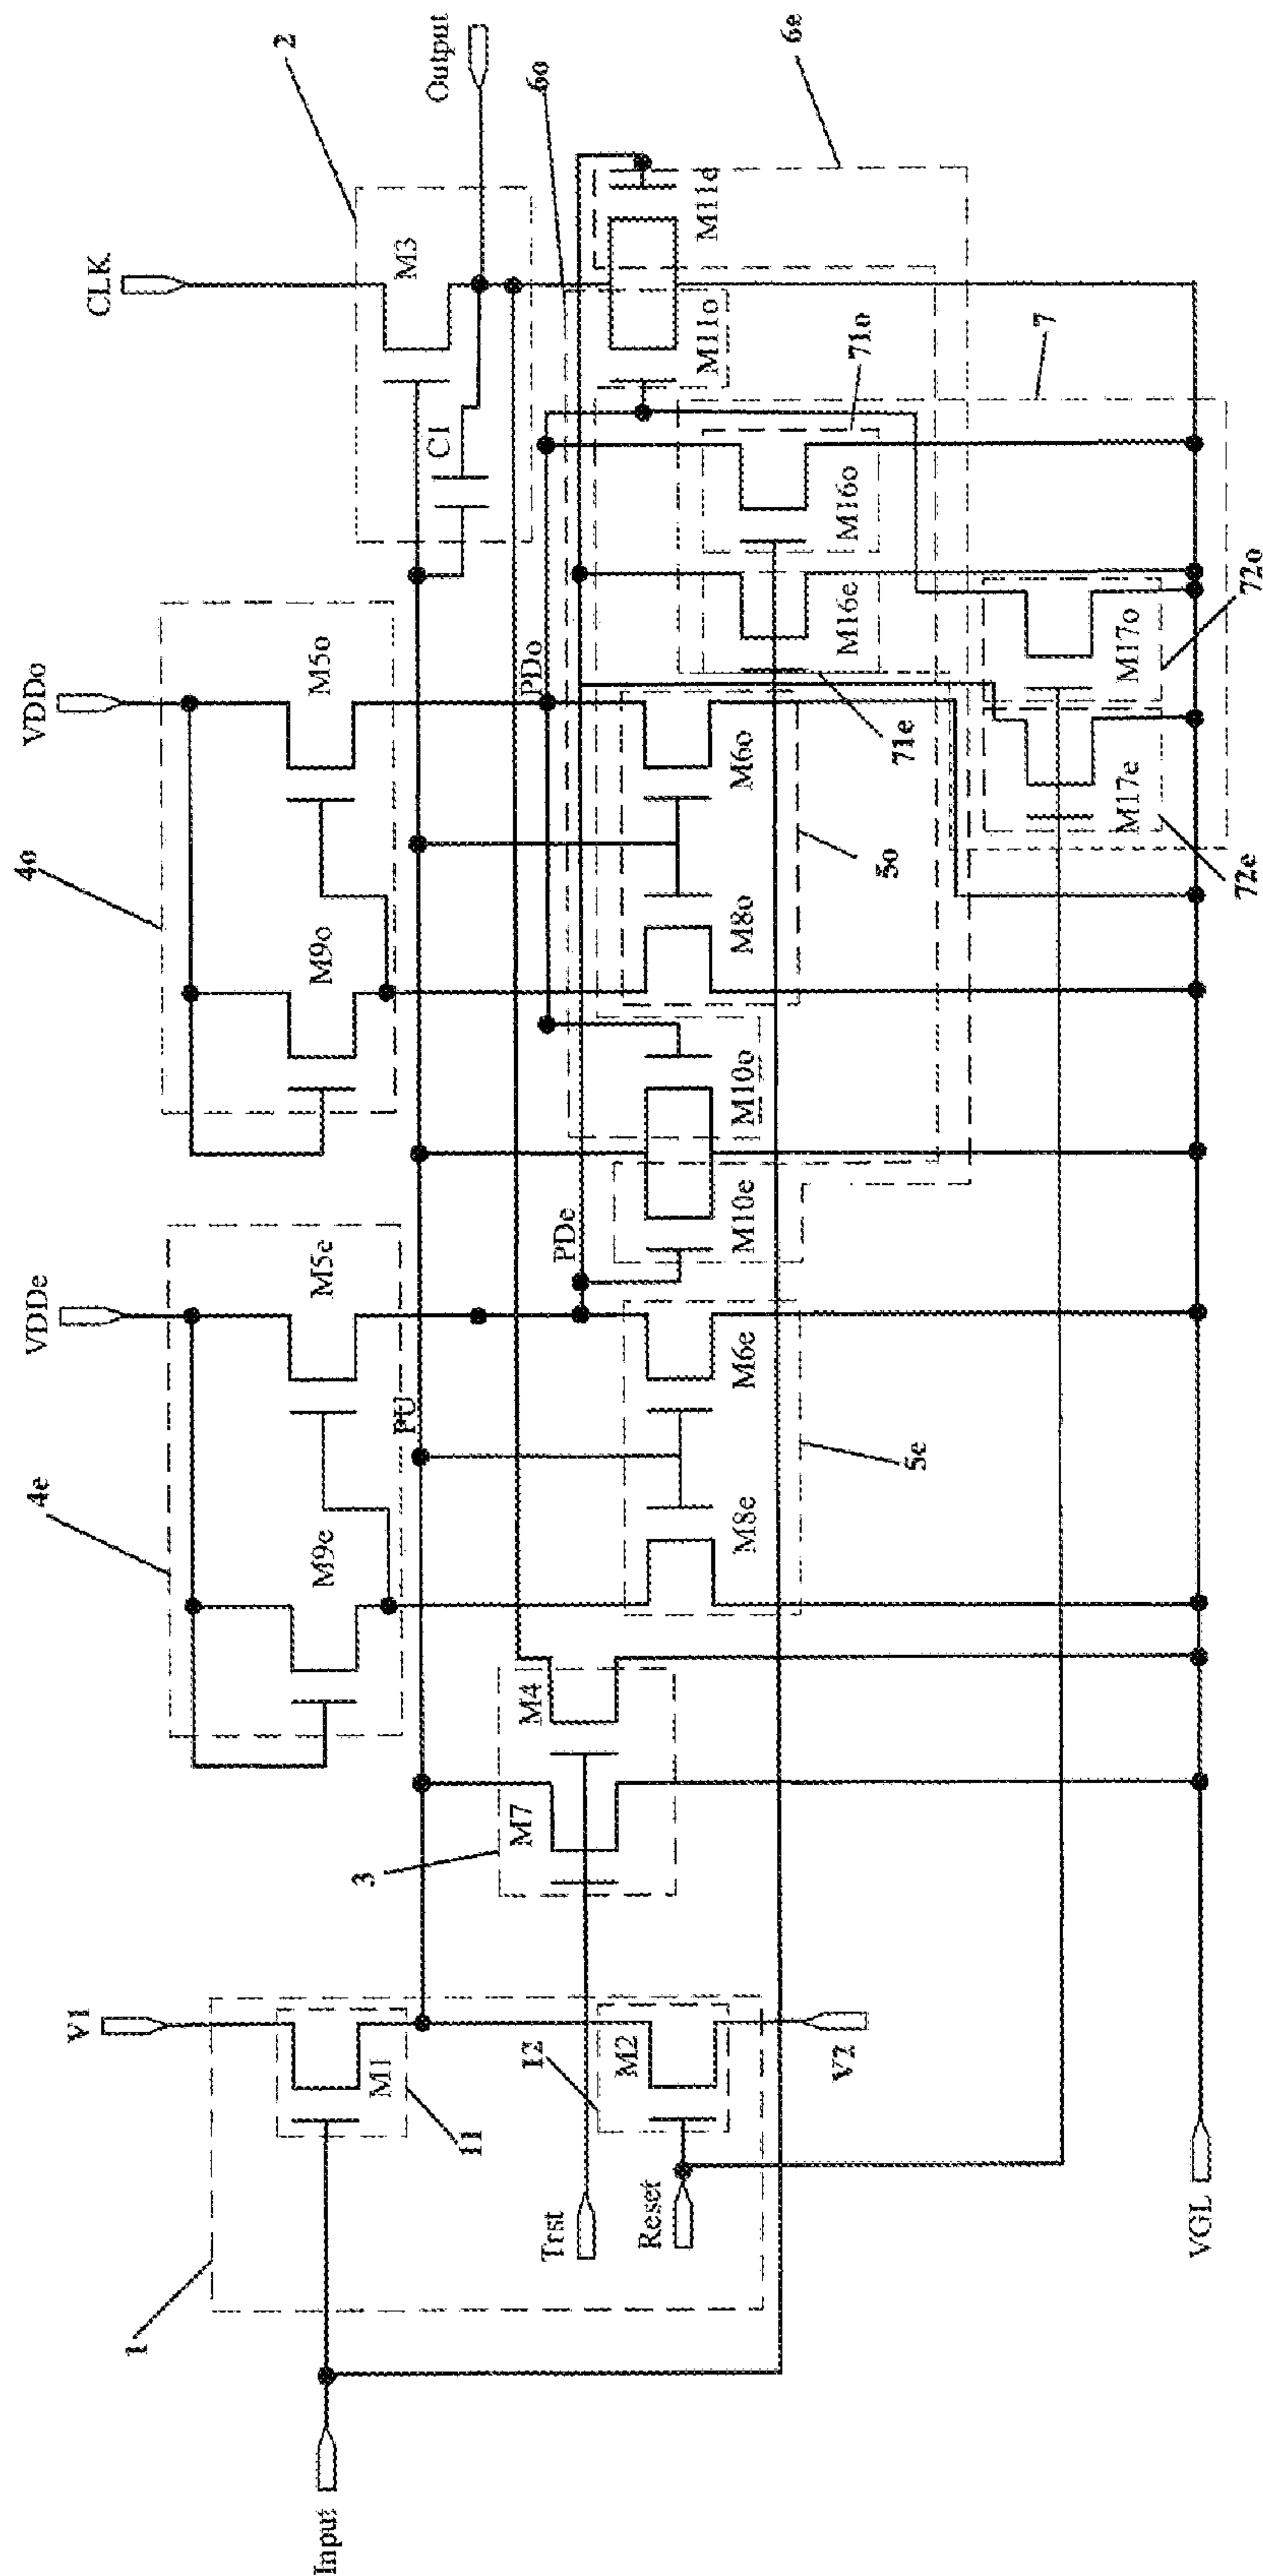 CLK
Output
2
6e
6o
M3
C1
M11e
M11o
VDDo
4o
M5o
M9o
PDo
71o
7
M16o
M16e
71e
72o
M17o
M17e
72e
M6o
M8o
5o
M10o
M10e
VDDe
4e
M5e
M9e
PU
PDe
M6e
M8e
5e
M4
M7
3
V1
M1
11
12
M2
V2
1
Trst
Reset
VGL
Input